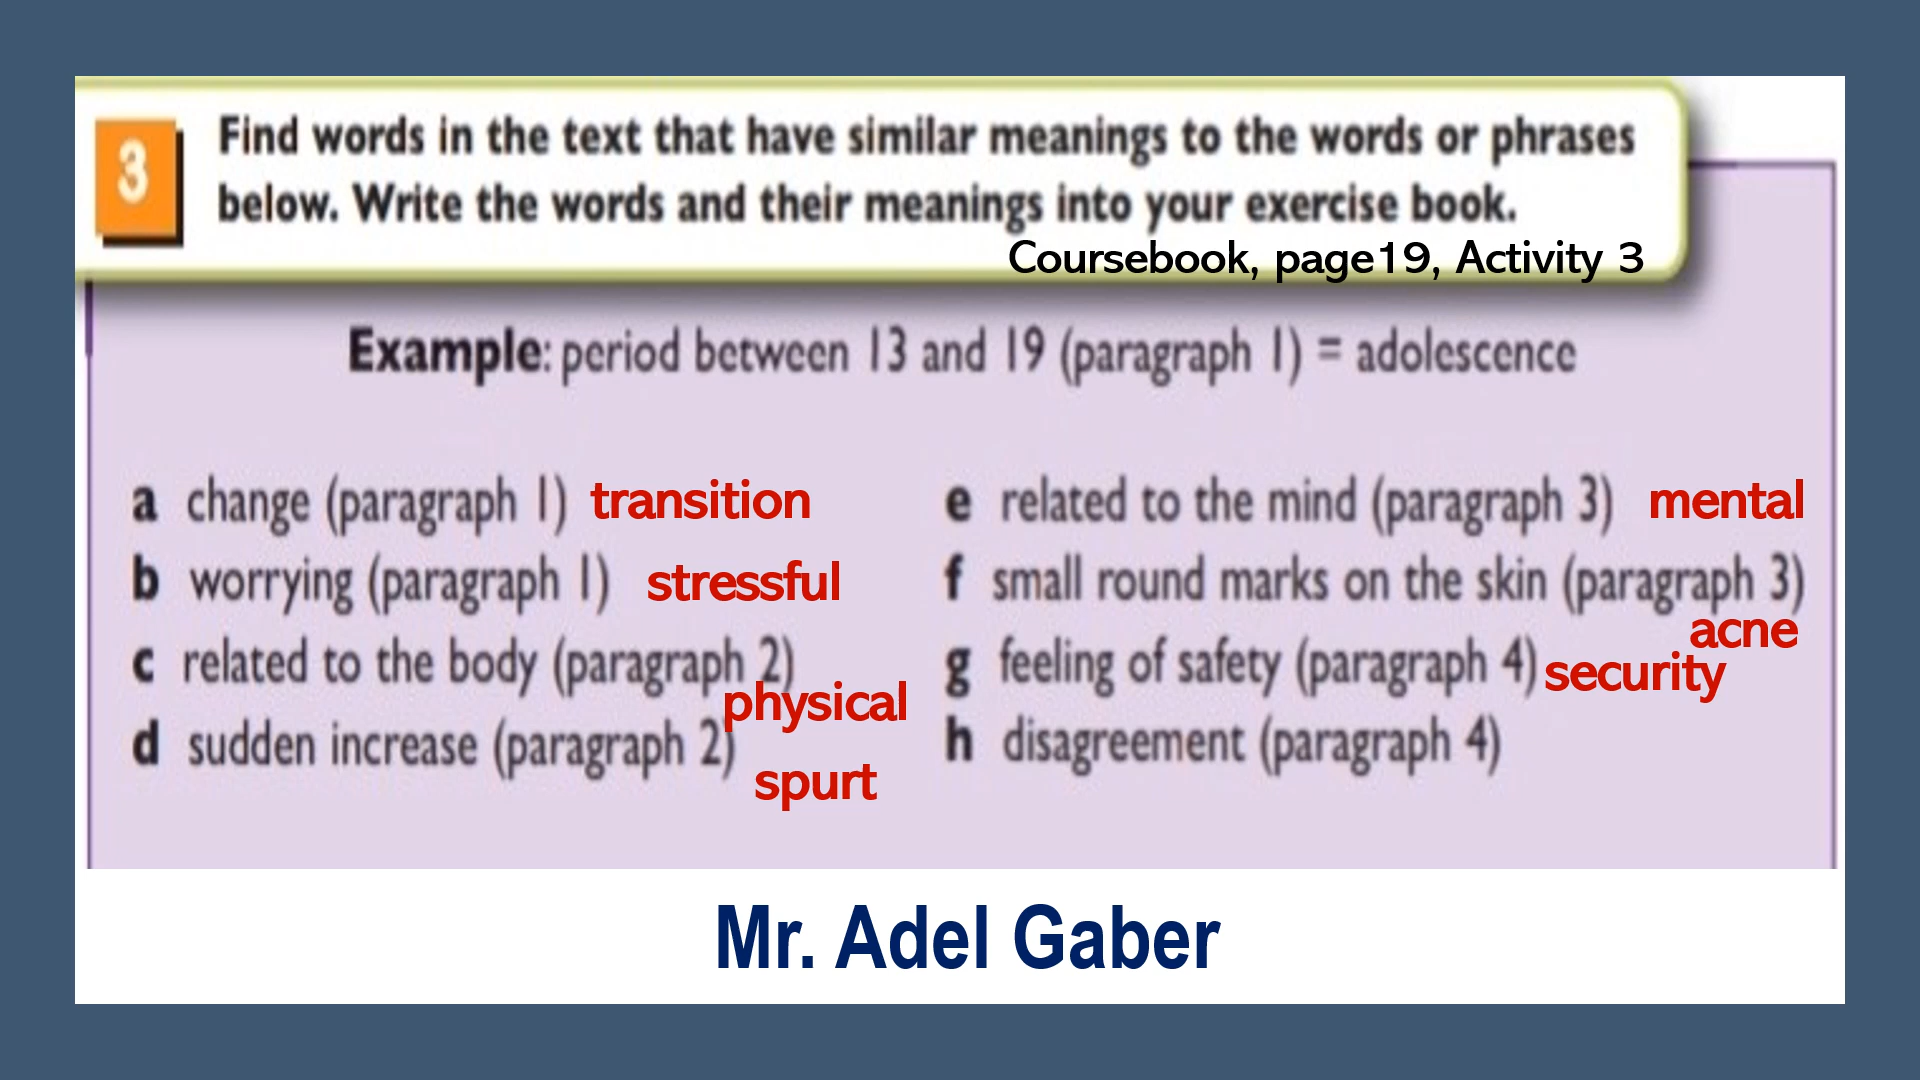 3
Find words in the text that have similar meanings to the words or phrases
below. Write the words and their meanings into your exercise book.
Coursebook, page19, Activity 3
Example: period between 13 and 19 (paragraph 1) = adolescence
a change (paragraph 1) transition
b worrying (paragraph 1) stressful
c related to the body (paragraph 2)
physical
d sudden increase (paragraph 2)
spurt
e related to the mind (paragraph 3) mental
f small round marks on the skin (paragraph 3)
acne
g feeling of safety (paragraph 4) security
h disagreement (paragraph 4)
Mr. Adel Gaber